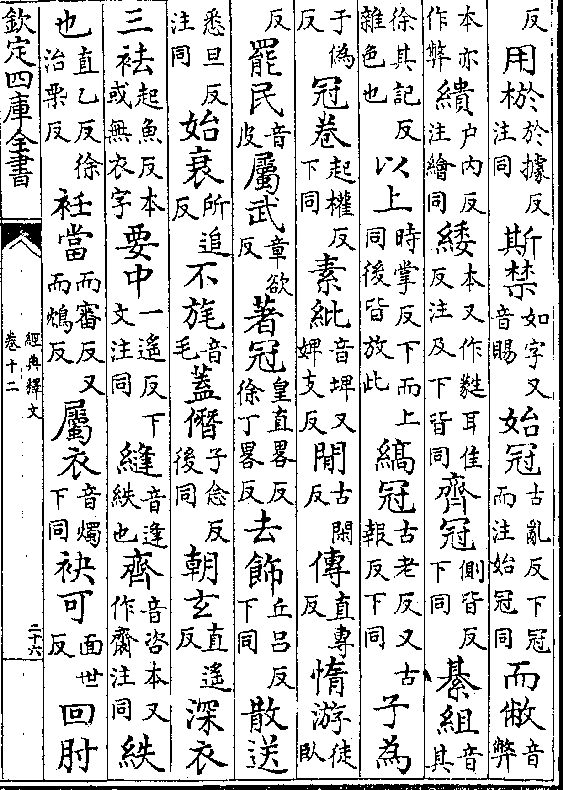 反用棜於據反注同斯禁如字又音賜始冠古亂反下冠而注始冠同而敝音弊
本亦作弊繢户内反注繪同緌本又作㽔耳佳反注及下皆同齊冠側皆反下同綦組音其
徐其記反雜色也以上時掌反下而上同後皆放此縞冠古老反又古報反下同子為
于偽反冠卷起權反下同素紕音埤又婢支反閒古閑反傳直專反惰游徒臥
反罷民音皮屬武章欲反著冠皇直畧反徐丁畧反去飾丘呂反下同散送
悉旦反注同始衰所追反不旄音毛蓋僭子念反後同朝玄直遙反深衣
三袪起魚反本或無衣字要中一遙反下文注同縫音逢紩也齊音咨本又作齋注同紩
也直乙反徐治栗反衽當而審反又而鴆反屬衣音燭下同袂可面世反回肘
欽定四庫全書
經典釋文
卷十二
二十六